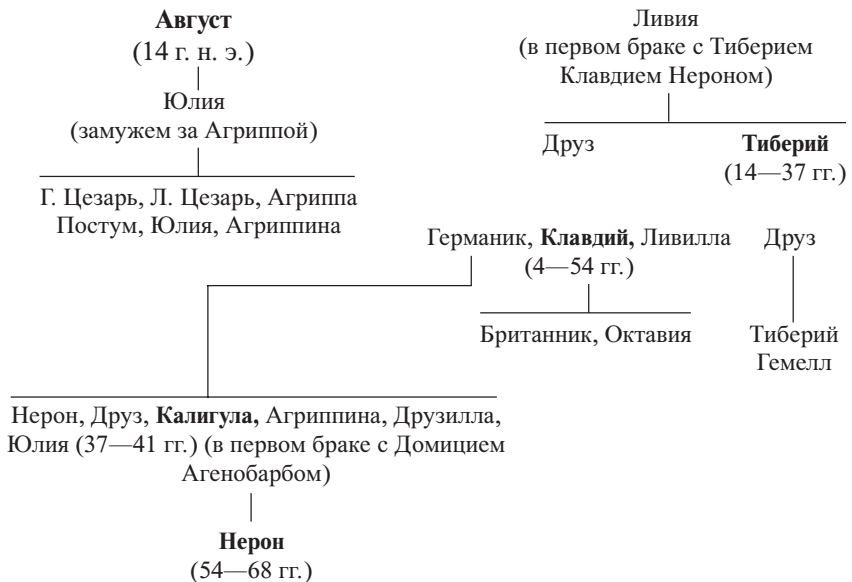 Август
(14 г. н. э.)
Юлия
(замужем за Агриппой)
Г. Цезарь, Л. Цезарь, Агриппа
Постум, Юлия, Агриппина
Ливия
(в первом браке с Тиберием
Клавдием Нероном)
Друз
Тиберий
(14—37 гг.)
Германик, Клавдий, Ливилла
(4—54 гг.)
Друз
Британник, Октавия
Тиберий
Гемелл
Нерон, Друз, Калигула, Агриппина, Друзилла,
Юлия (37—41 гг.) (в первом браке с Домицием
Агенобарбом)
Нерон
(54—68 гг.)